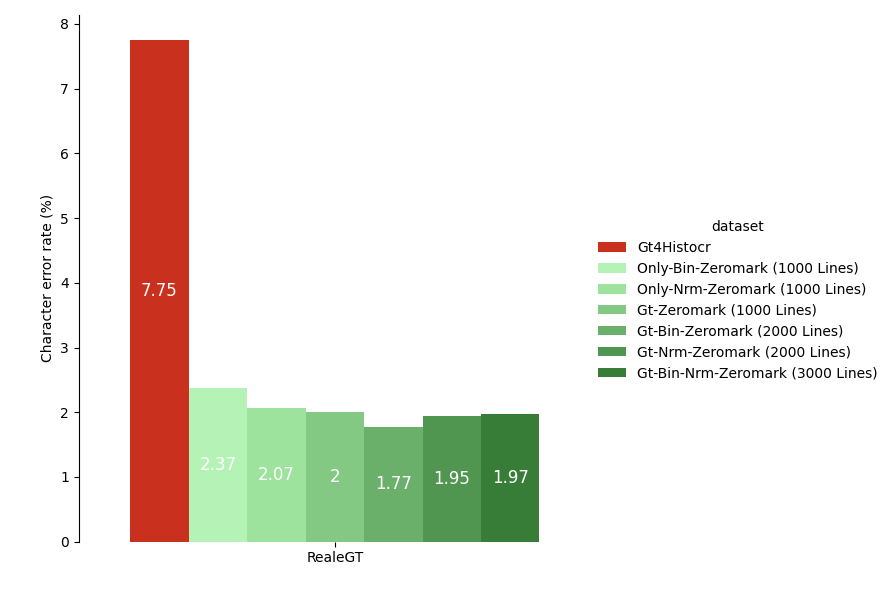 8
7
6
5
4
3
2
1
0
Character error rate (%)
7.75
2.37
2.07
2
1.77
1.95
1.97
RealeGT
dataset
Gt4Histocr
Only-Bin-Zeromark (1000 Lines)
Only-Nrm-Zeromark (1000 Lines)
Gt-Zeromark (1000 Lines)
Gt-Bin-Zeromark (2000 Lines)
Gt-Nrm-Zeromark (2000 Lines)
Gt-Bin-Nrm-Zeromark (3000 Lines)